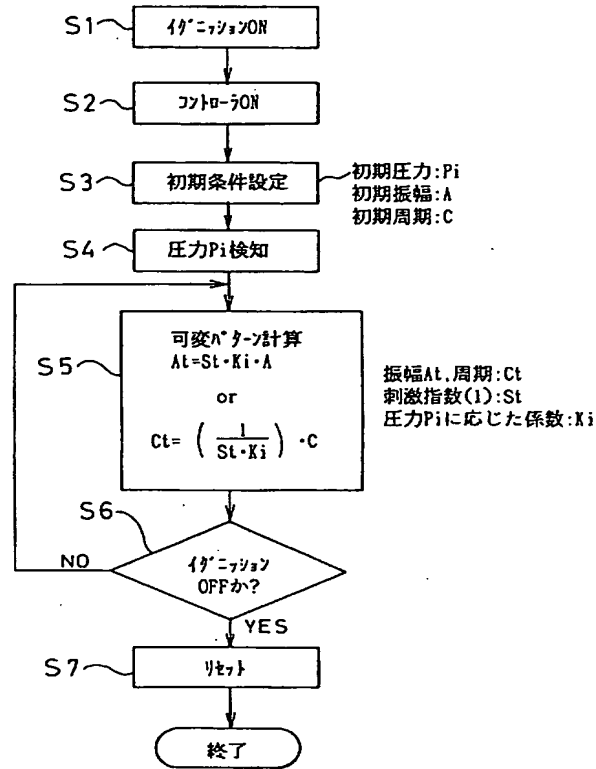 S1
イグニッションON
S2
コントローラON
S3
初期条件設定
初期圧力:Pi
初期振幅:A
初期周期:C
S4
圧力Pi検知
S5
可変パターン計算
At=St・Ki・A
or
Ct= ( 1 / St・Ki ) ・C
振幅At,周期:Ct
刺激指数(1):St
圧力Piに応じた係数:Ki
S6
イグニッション
OFFか?
NO
YES
S7
リセット
終了